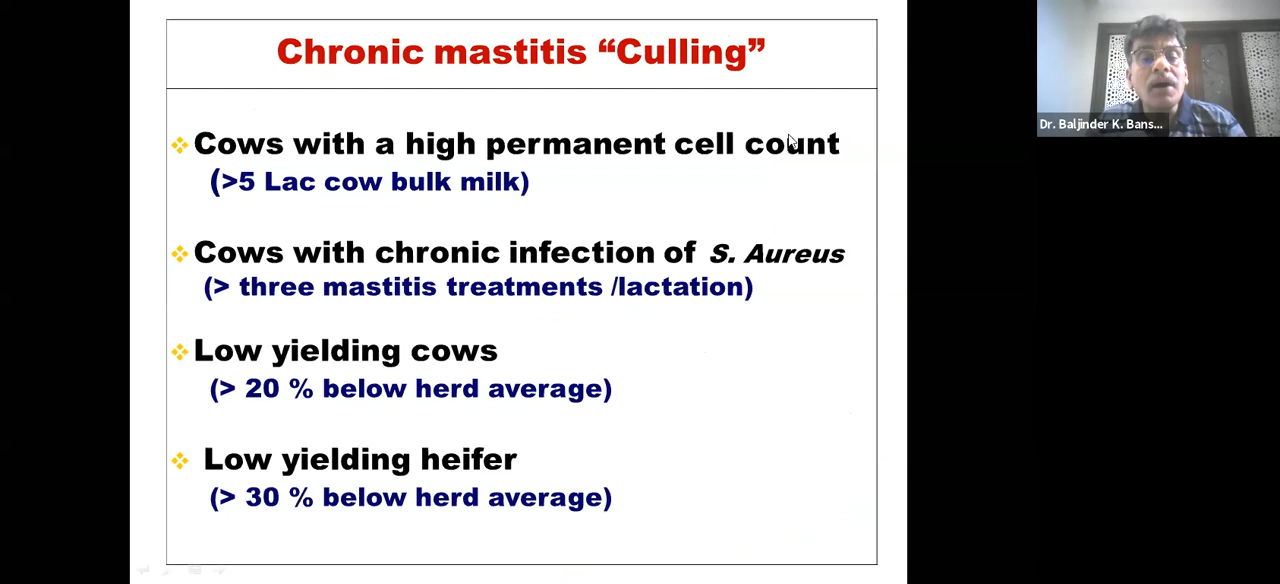 Chronic mastitis “Culling”
Cows with a high permanent cell count
(>5 Lac cow bulk milk)
Cows with chronic infection of S. Aureus
(> three mastitis treatments /lactation)
Low yielding cows
(> 20 % below herd average)
Low yielding heifer
(> 30 % below herd average)
Dr. Baljinder K. Bans...